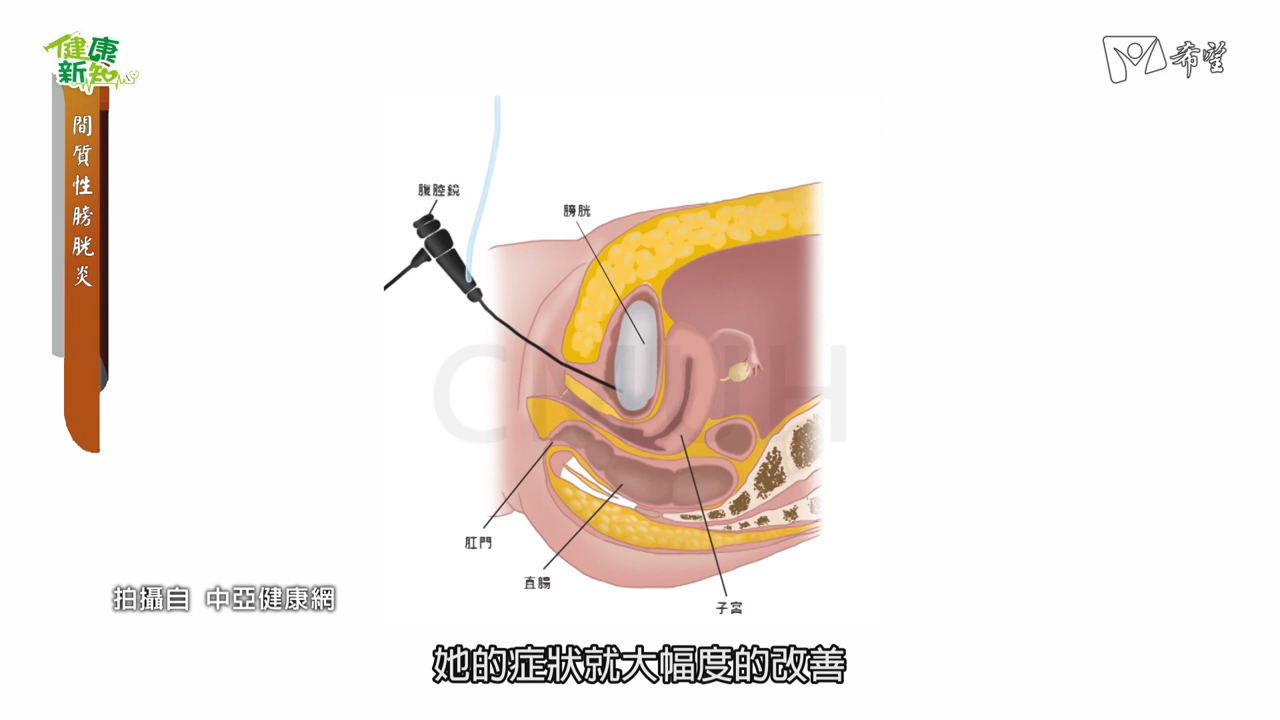 健康
新知
希望
間質性膀胱炎
腹腔鏡
膀胱
CMUH
肛門
直腸
子宮
拍攝自 中亞健康網
她的症狀就大幅度的改善